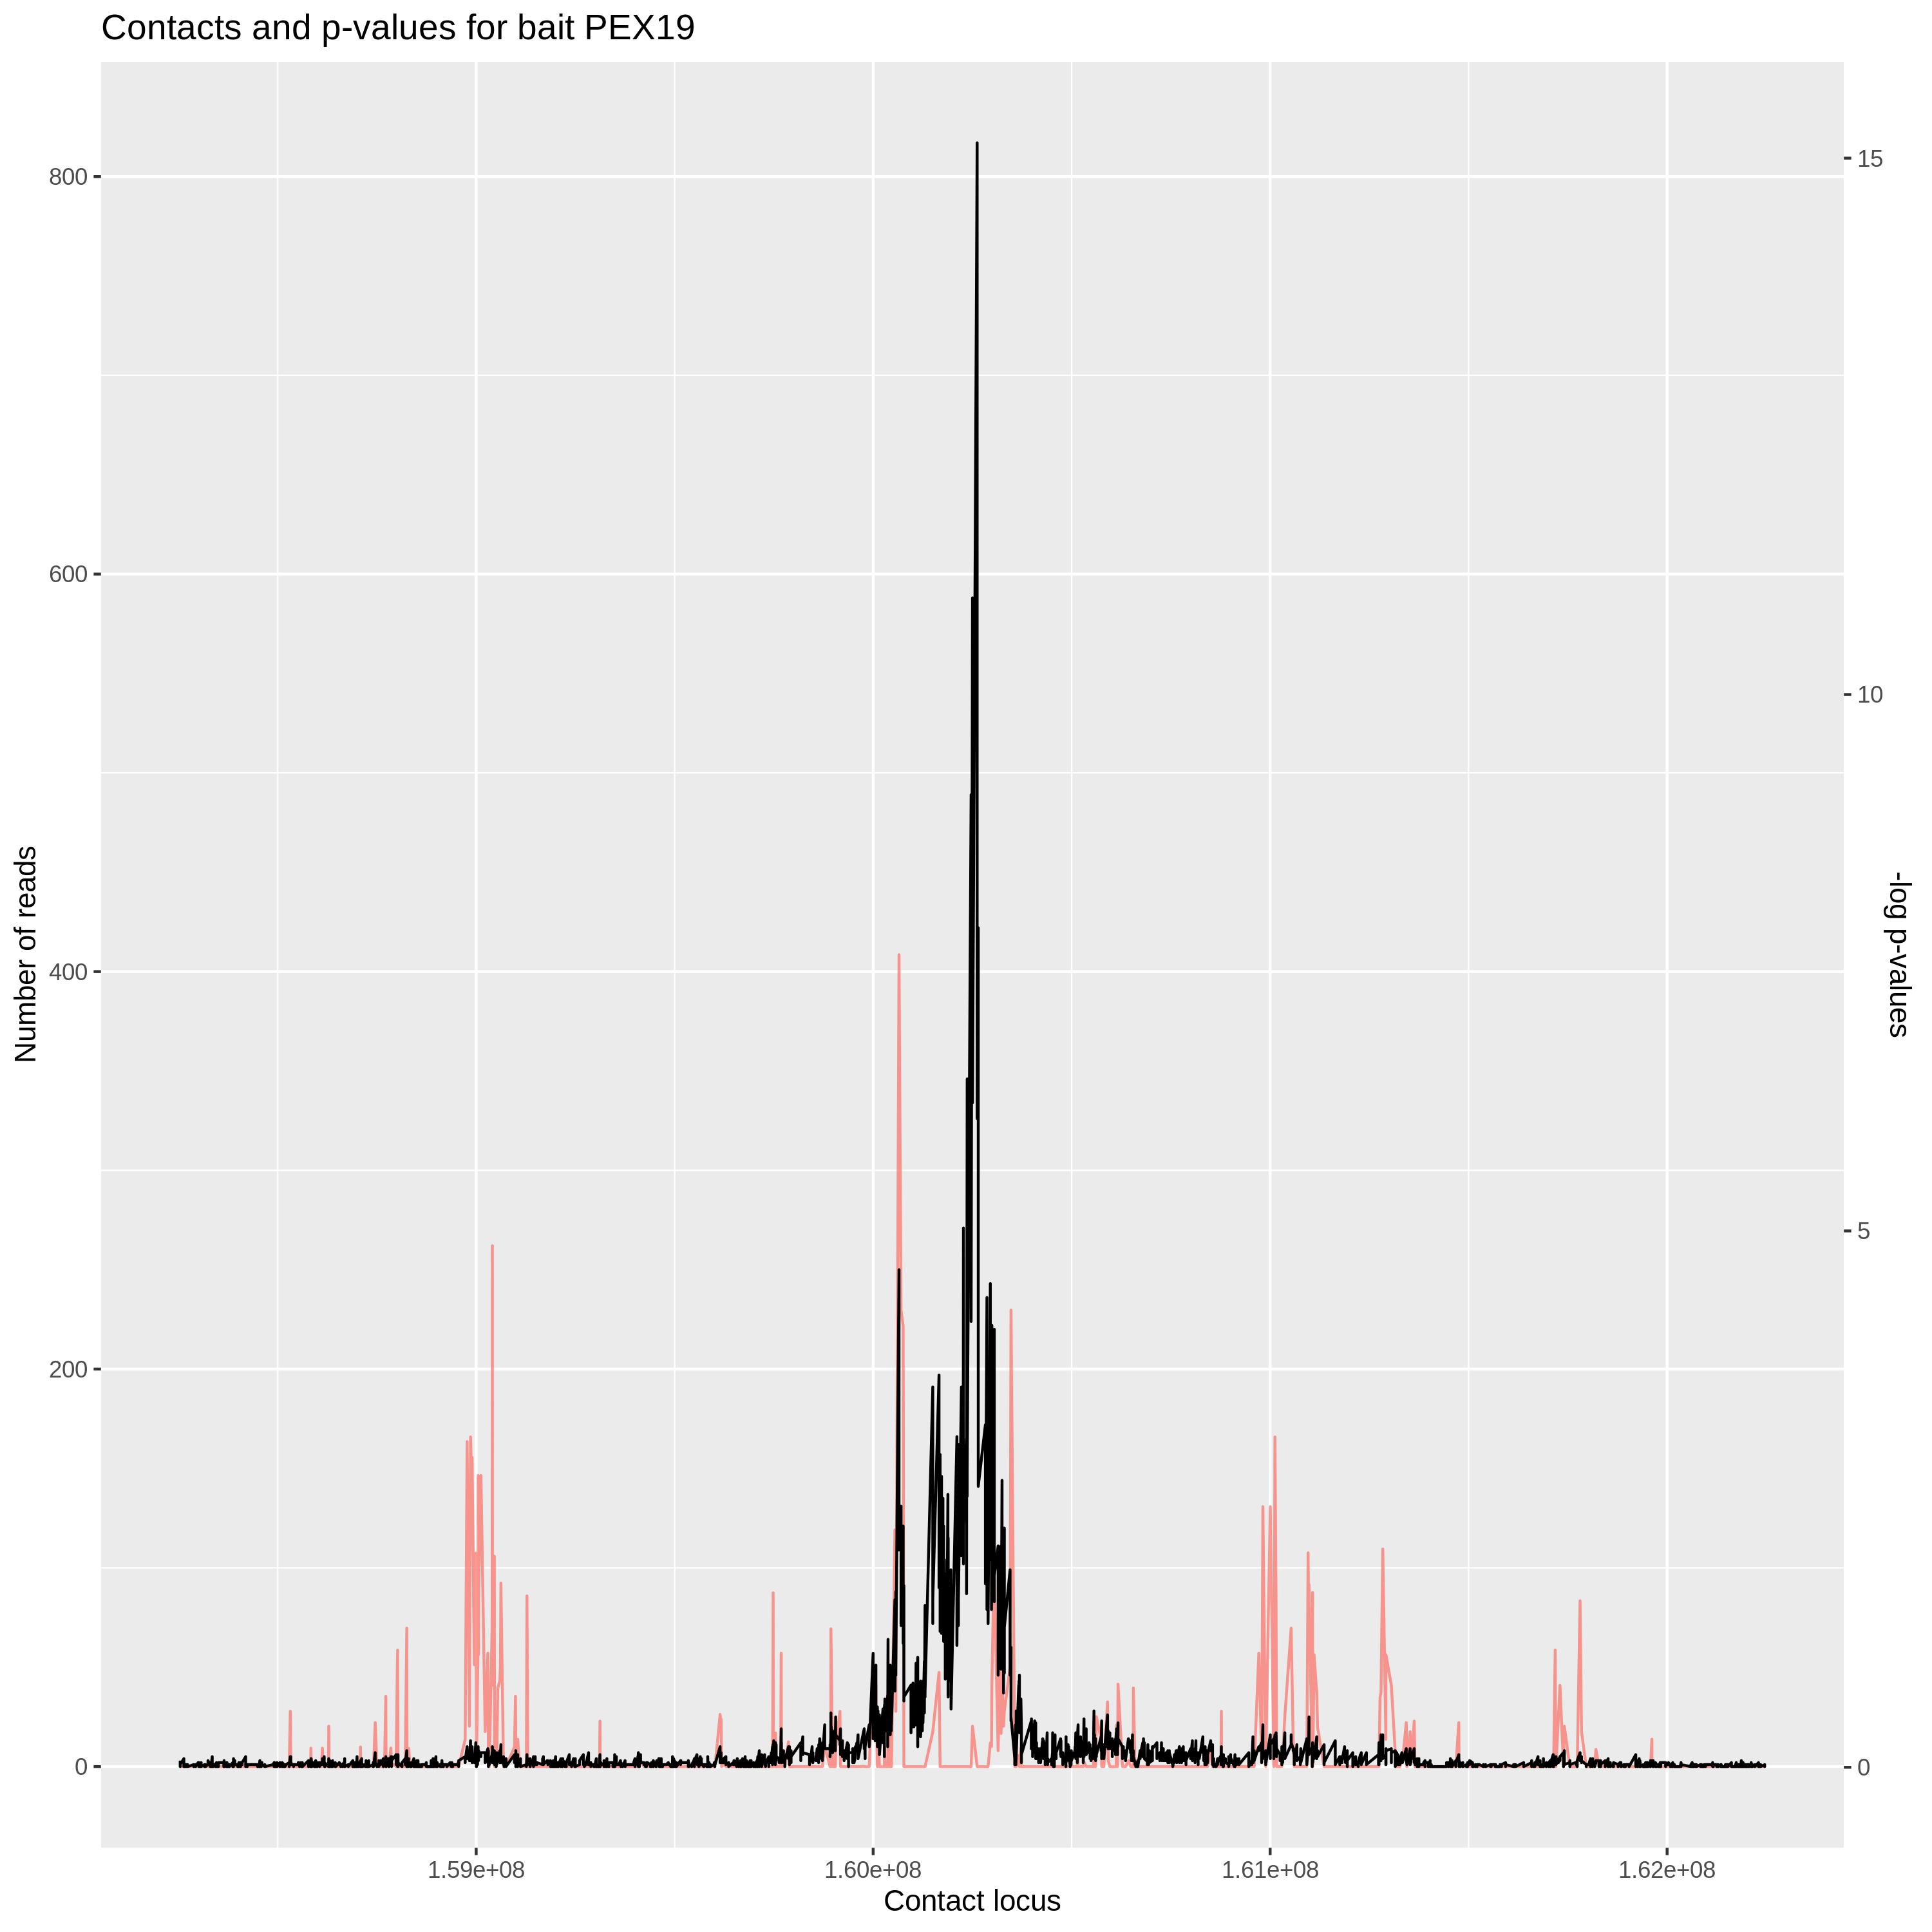 Contacts and p-values for bait PEX19
800
600
400
200
0
Number of reads
15
10
5
0
-log p-values
1.59e+08
1.60e+08
1.61e+08
1.62e+08
Contact locus